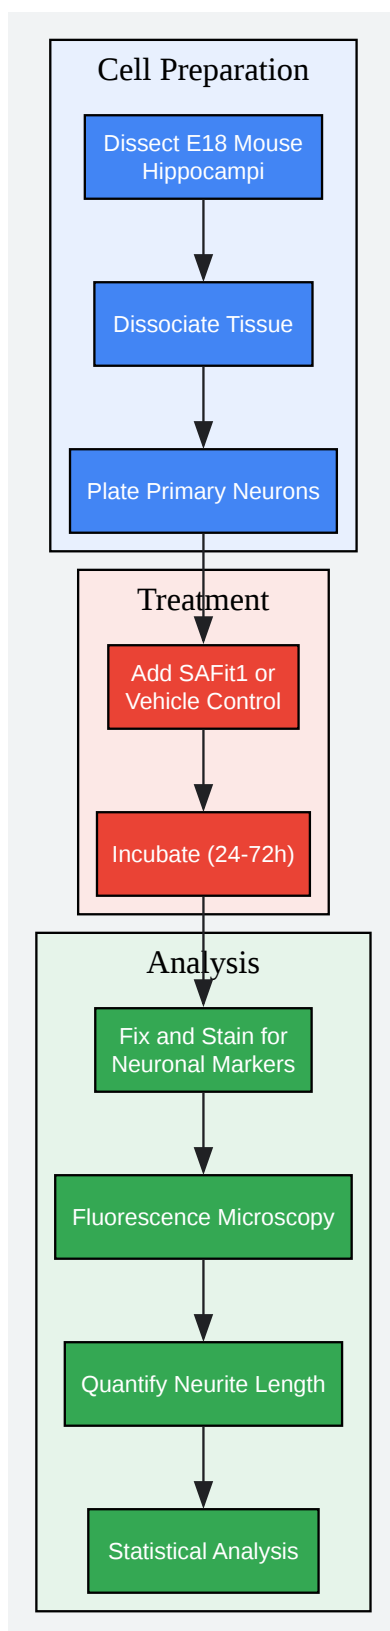 Cell Preparation
Dissect E18 Mouse
Hippocampi
Dissociate Tissue
Plate Primary Neurons
Treatment
Add SAFit1 or
Vehicle Control
Incubate (24-72h)
Analysis
Fix and Stain for
Neuronal Markers
Fluorescence Microscopy
Quantify Neurite Length
Statistical Analysis